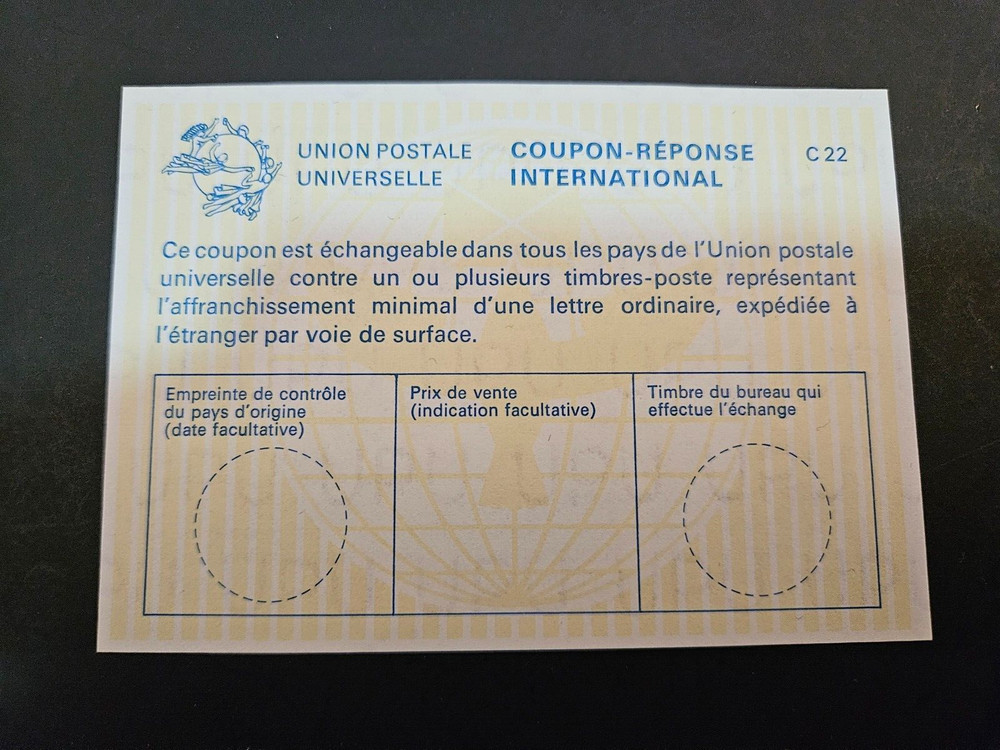 UNION POSTALE
UNIVERSELLE
COUPON-RÉPONSE
INTERNATIONAL
C 22
Ce coupon est échangeable dans tous les pays de l'Union postale
universelle contre un ou plusieurs timbres-poste représentant
l'affranchissement minimal d'une lettre ordinaire, expédiée à
l'étranger par voie de surface.
Empreinte de contrôle
du pays d'origine
(date facultative)
Prix de vente
(indication facultative)
Timbre du bureau qui
effectue l'échange